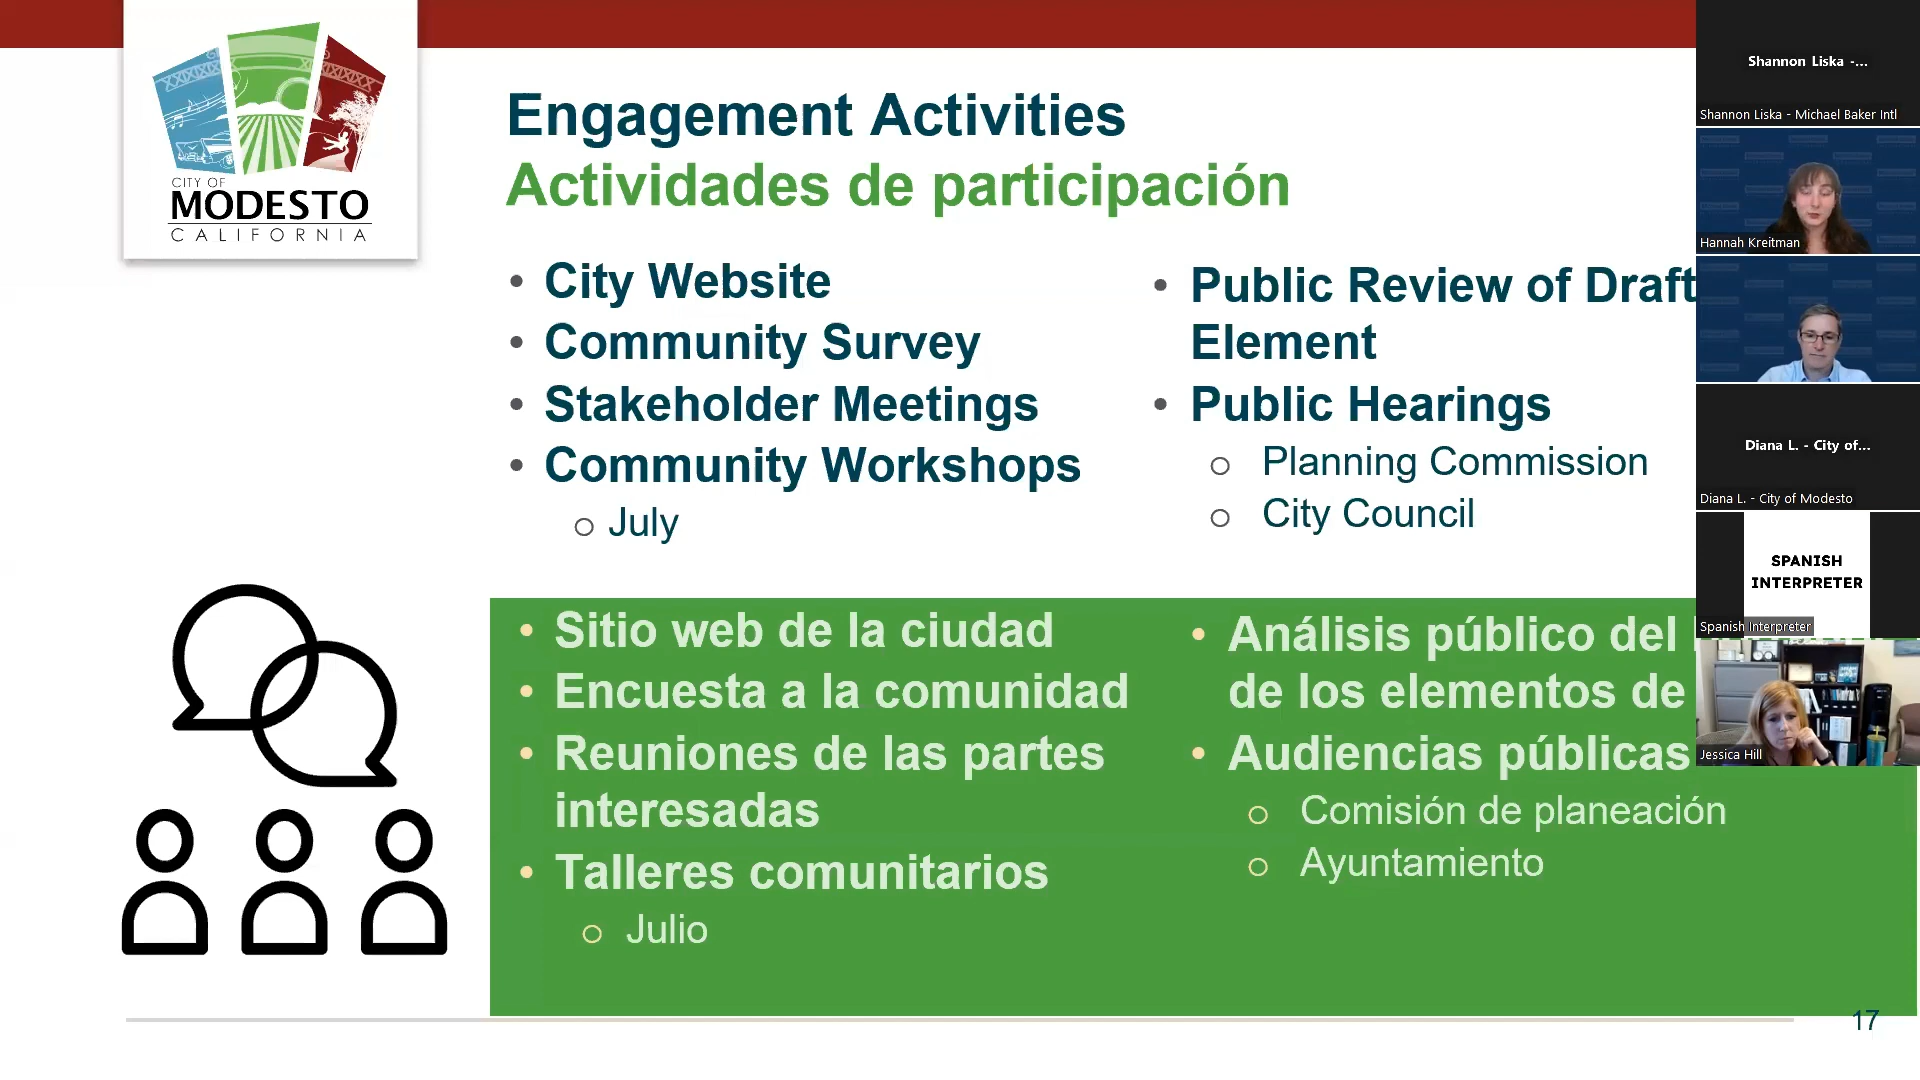 CITY OF
MODESTO
CALIFORNIA
Engagement Activities
Actividades de participación
• City Website
• Community Survey
• Stakeholder Meetings
• Community Workshops
○ July
• Public Review of Draft
Element
• Public Hearings
○ Planning Commission
○ City Council
• Sitio web de la ciudad
• Encuesta a la comunidad
• Reuniones de las partes
interesadas
• Talleres comunitarios
○ Julio
• Análisis público del
de los elementos de
• Audiencias públicas
○ Comisión de planeación
○ Ayuntamiento
17
Shannon Liska -...
Shannon Liska - Michael Baker Intl
Hannah Kreitman
Diana L. - City of...
Diana L. - City of Modesto
SPANISH
INTERPRETER
Spanish Interpreter
Jessica Hill